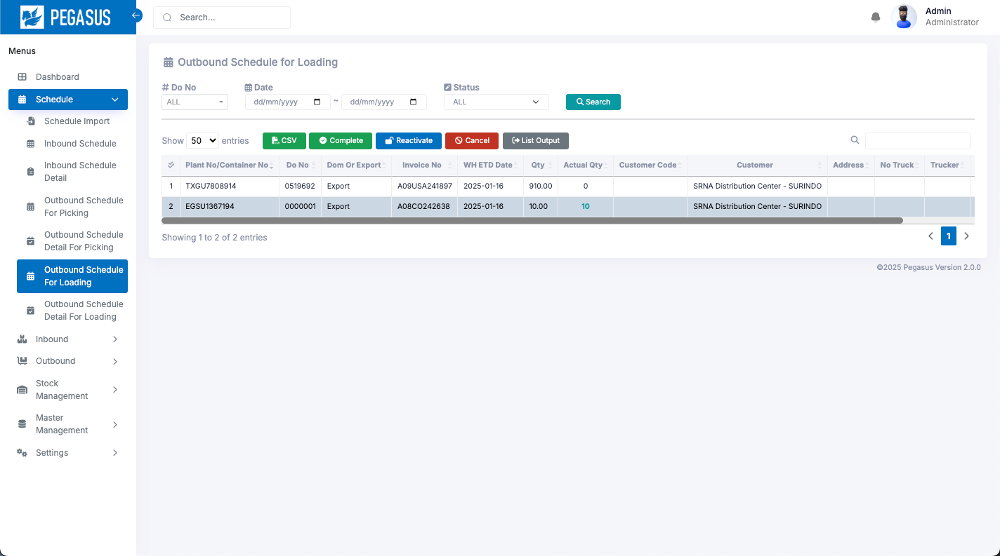 PEGASUS
Search...
Admin
Administrator
Menus
Dashboard
Schedule
Schedule Import
Inbound Schedule
Inbound Schedule
Detail
Outbound Schedule
For Picking
Outbound Schedule
Detail For Picking
Outbound Schedule
For Loading
Outbound Schedule
Detail For Loading
Inbound
Outbound
Stock
Management
Master
Management
Settings
Outbound Schedule for Loading
# Do No Date Status
ALL dd/mm/yyyy ~ dd/mm/yyyy ALL Search
Show 50 entries CSV Complete Reactivate Cancel List Output
Plant No/Container No Do No Dom Or Export Invoice No WH ETD Date Qty Actual Qty Customer Code Customer Address No Truck Trucker
1 TXGU7808914 0519692 Export A09USA241897 2025-01-16 910.00 0 SRNA Distribution Center - SURINDO
2 EGSU1367194 0000001 Export A08CO242638 2025-01-16 10.00 10 SRNA Distribution Center - SURINDO
Showing 1 to 2 of 2 entries
1
©2025 Pegasus Version 2.0.0